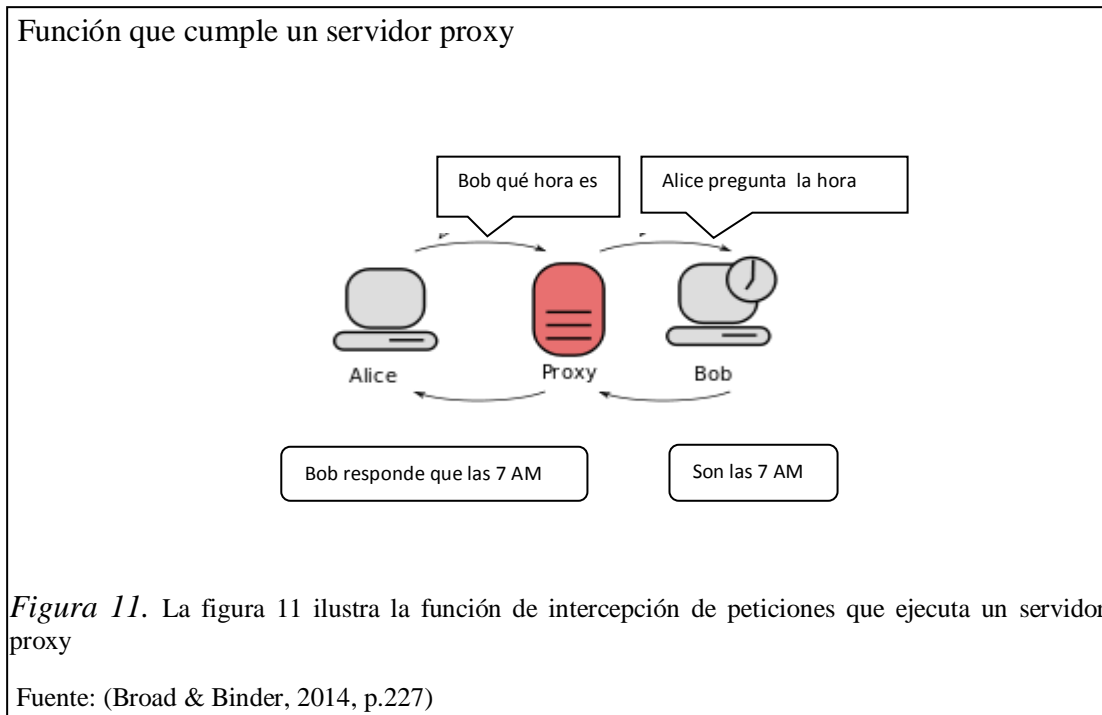 Función que cumple un servidor proxy
Bob qué hora es
Alice pregunta la hora
Alice
Proxy
Bob
Bob responde que las 7 AM
Son las 7 AM
Figura 11. La figura 11 ilustra la función de intercepción de peticiones que ejecuta un servidor
proxy
Fuente: (Broad & Binder, 2014, p.227)